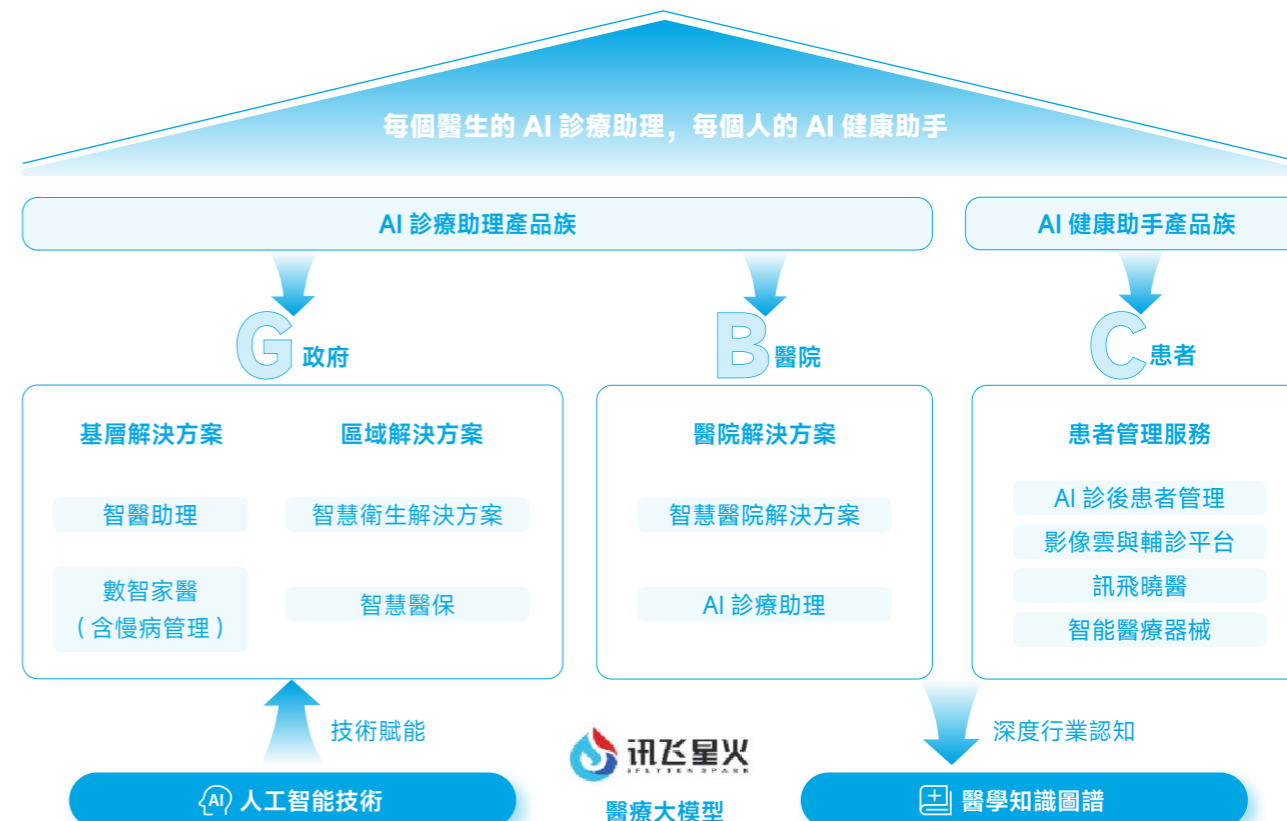 每個醫生的 AI 診療助理，每個人的 AI 健康助手
AI 診療助理產品族
AI 健康助手產品族
G 政府
B 醫院
C 患者
基層解決方案
區域解決方案
醫院解決方案
患者管理服務
智醫助理
智慧衛生解決方案
智慧醫院解決方案
AI 診後患者管理
影像雲與輔診平台
數智家醫
（含慢病管理）
智慧醫保
AI 診療助理
訊飛曉醫
智能醫療器械
技術賦能
讯飞星火
IFLYTEK SPARK
深度行業認知
AI 人工智能技術
醫療大模型
醫學知識圖譜